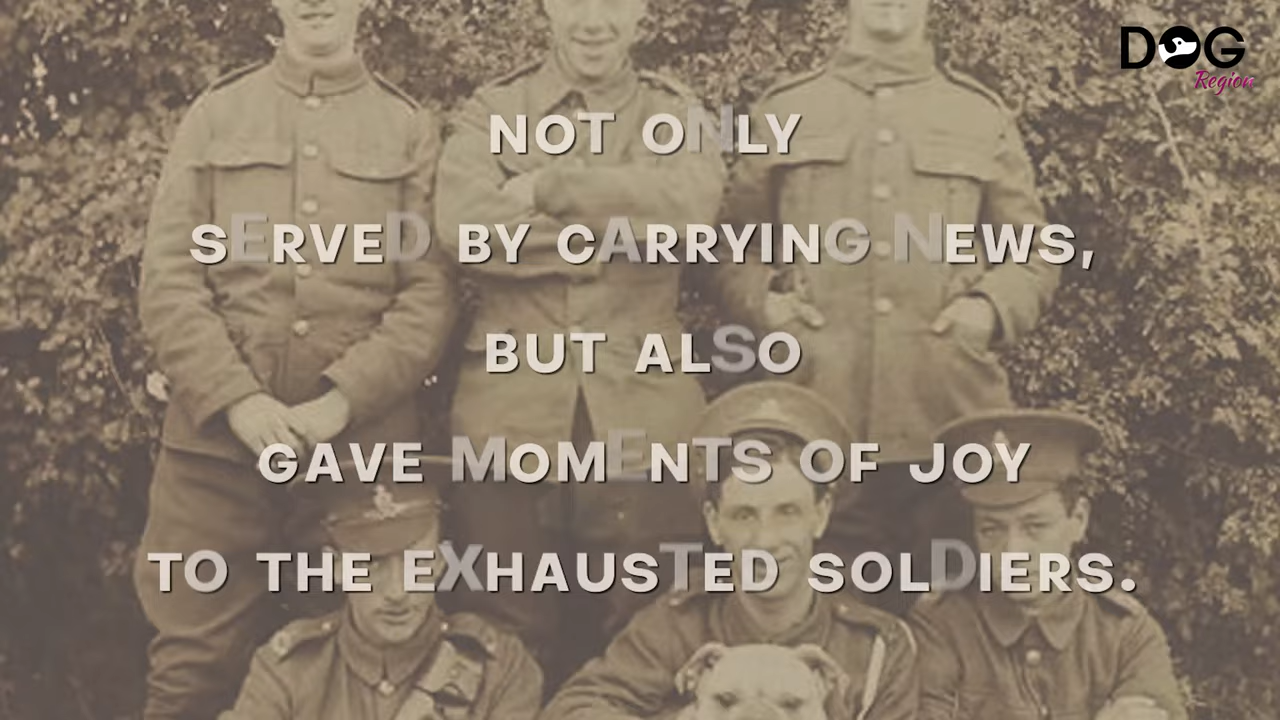 DOG
Region
NOT ONLY
SERVED BY CARRYING NEWS,
BUT ALSO
GAVE MOMENTS OF JOY
TO THE EXHAUSTED SOLDIERS.